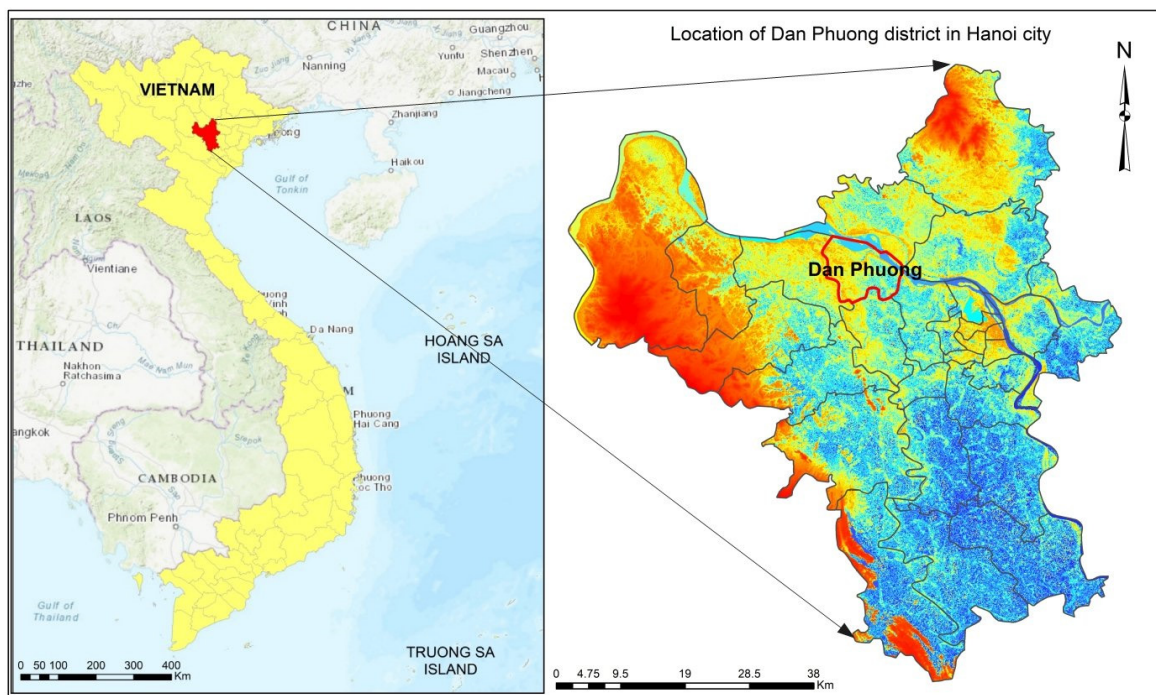 Location of Dan Phuong district in Hanoi city
N
CHINA
Guangzhou
Yunfu
Shenzhen
Nanning
Macau
Jiangcheng
VIETNAM
Zhanjiang
Haikou
Gulf of
Tonkin
LAOS
Vientiane
Da Nang
HOANG SA
ISLAND
THAILAND
Nakhon
Ratchasima
Mae Nam Mun
Phuong
Hai Cang
CAMBODIA
Phnom Penh
Gulf of
Thailand
TRUONG SA
ISLAND
0 50 100 200 300 400
Km
Dan Phuong
0 4.75 9.5 19 28.5 38
Km